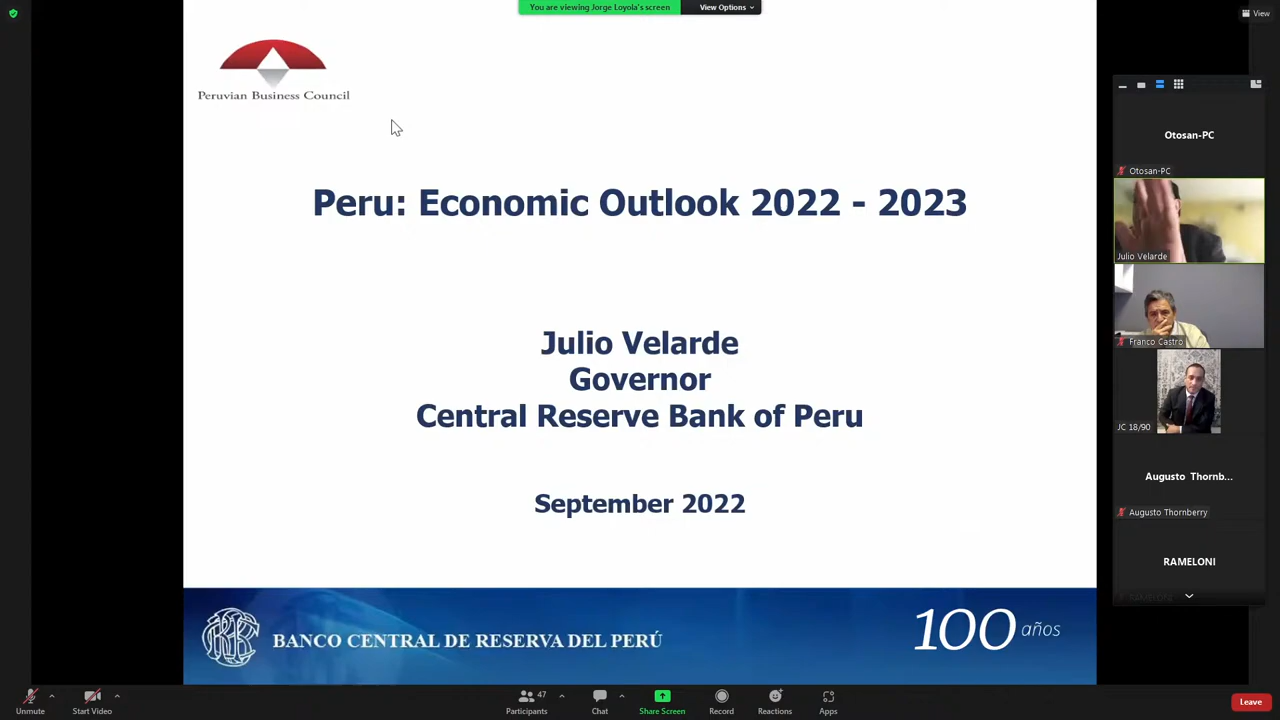 You are viewing Jorge Loyola's screen
View Options
View
Peruvian Business Council
Peru: Economic Outlook 2022 - 2023
Julio Velarde
Governor
Central Reserve Bank of Peru
September 2022
BANCO CENTRAL DE RESERVA DEL PERÚ
100 años
Otosan-PC
Otosan-PC
Julio Velarde
Franco Castro
JC 18/90
Augusto Thornb...
Augusto Thornberry
RAMELONI
Unmute
Start Video
47
Participants
Chat
Share Screen
Record
Reactions
Apps
Leave